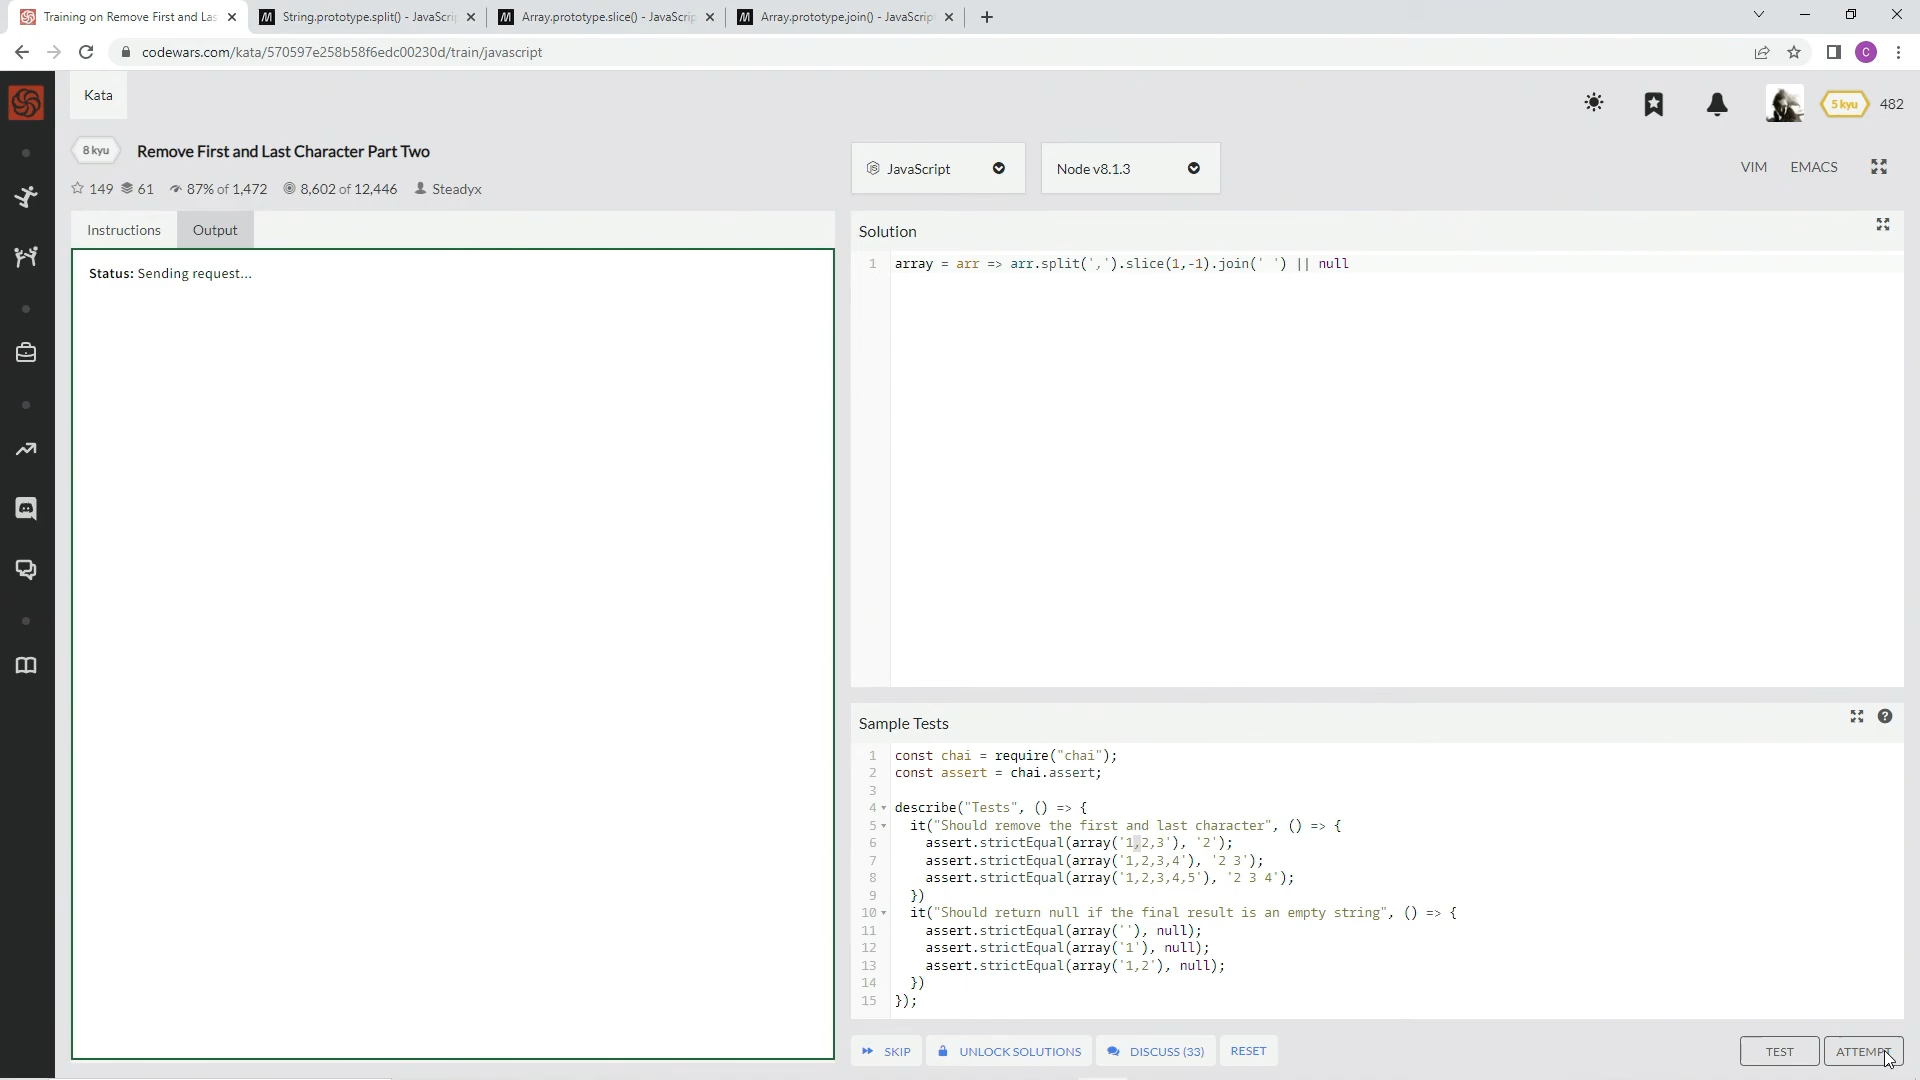 Training on Remove First and Las
String.prototype.split() - JavaScrip
Array.prototype.slice() - JavaScrip
Array.prototype.join() - JavaScript
codewars.com/kata/570597e258b58f6edc00230d/train/javascript
C
Kata
5 kyu
482
8 kyu
Remove First and Last Character Part Two
149
61
87% of 1,472
8,602 of 12,446
Steadyx
JavaScript
Node v8.1.3
VIM
EMACS
Instructions
Output
Status: Sending request...
Solution
1 array = arr => arr.split(',').slice(1,-1).join(' ') || null
Sample Tests
1 const chai = require("chai");
2 const assert = chai.assert;
3
4 describe("Tests", () => {
5 it("Should remove the first and last character", () => {
6 assert.strictEqual(array('1,2,3'), '2');
7 assert.strictEqual(array('1,2,3,4'), '2 3');
8 assert.strictEqual(array('1,2,3,4,5'), '2 3 4');
9 })
10 it("Should return null if the final result is an empty string", () => {
11 assert.strictEqual(array(''), null);
12 assert.strictEqual(array('1'), null);
13 assert.strictEqual(array('1,2'), null);
14 })
15 });
SKIP
UNLOCK SOLUTIONS
DISCUSS (33)
RESET
TEST
ATTEMPT